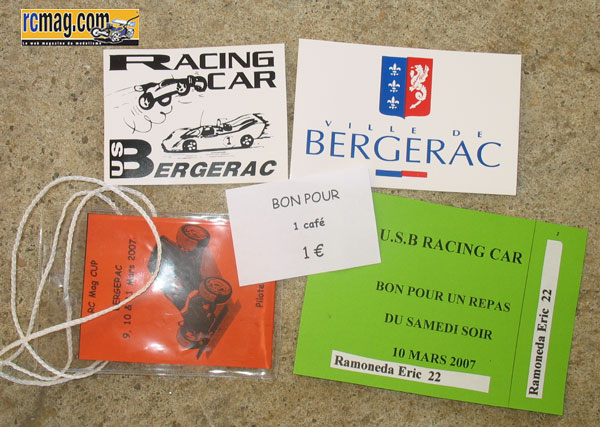 rcmag.com
Le web magazine du modélisme
RACING
CAR
1
US
BERGERAC
VILLE DE
BERGERAC
BON POUR
1 café
1 €
RC Mag CUP
BERGERAC
9, 10 & 11 Mars 2007
Pilote
U.S.B RACING CAR
BON POUR UN REPAS
DU SAMEDI SOIR
10 MARS 2007
Ramoneda Eric 22
Ramoneda Eric 22